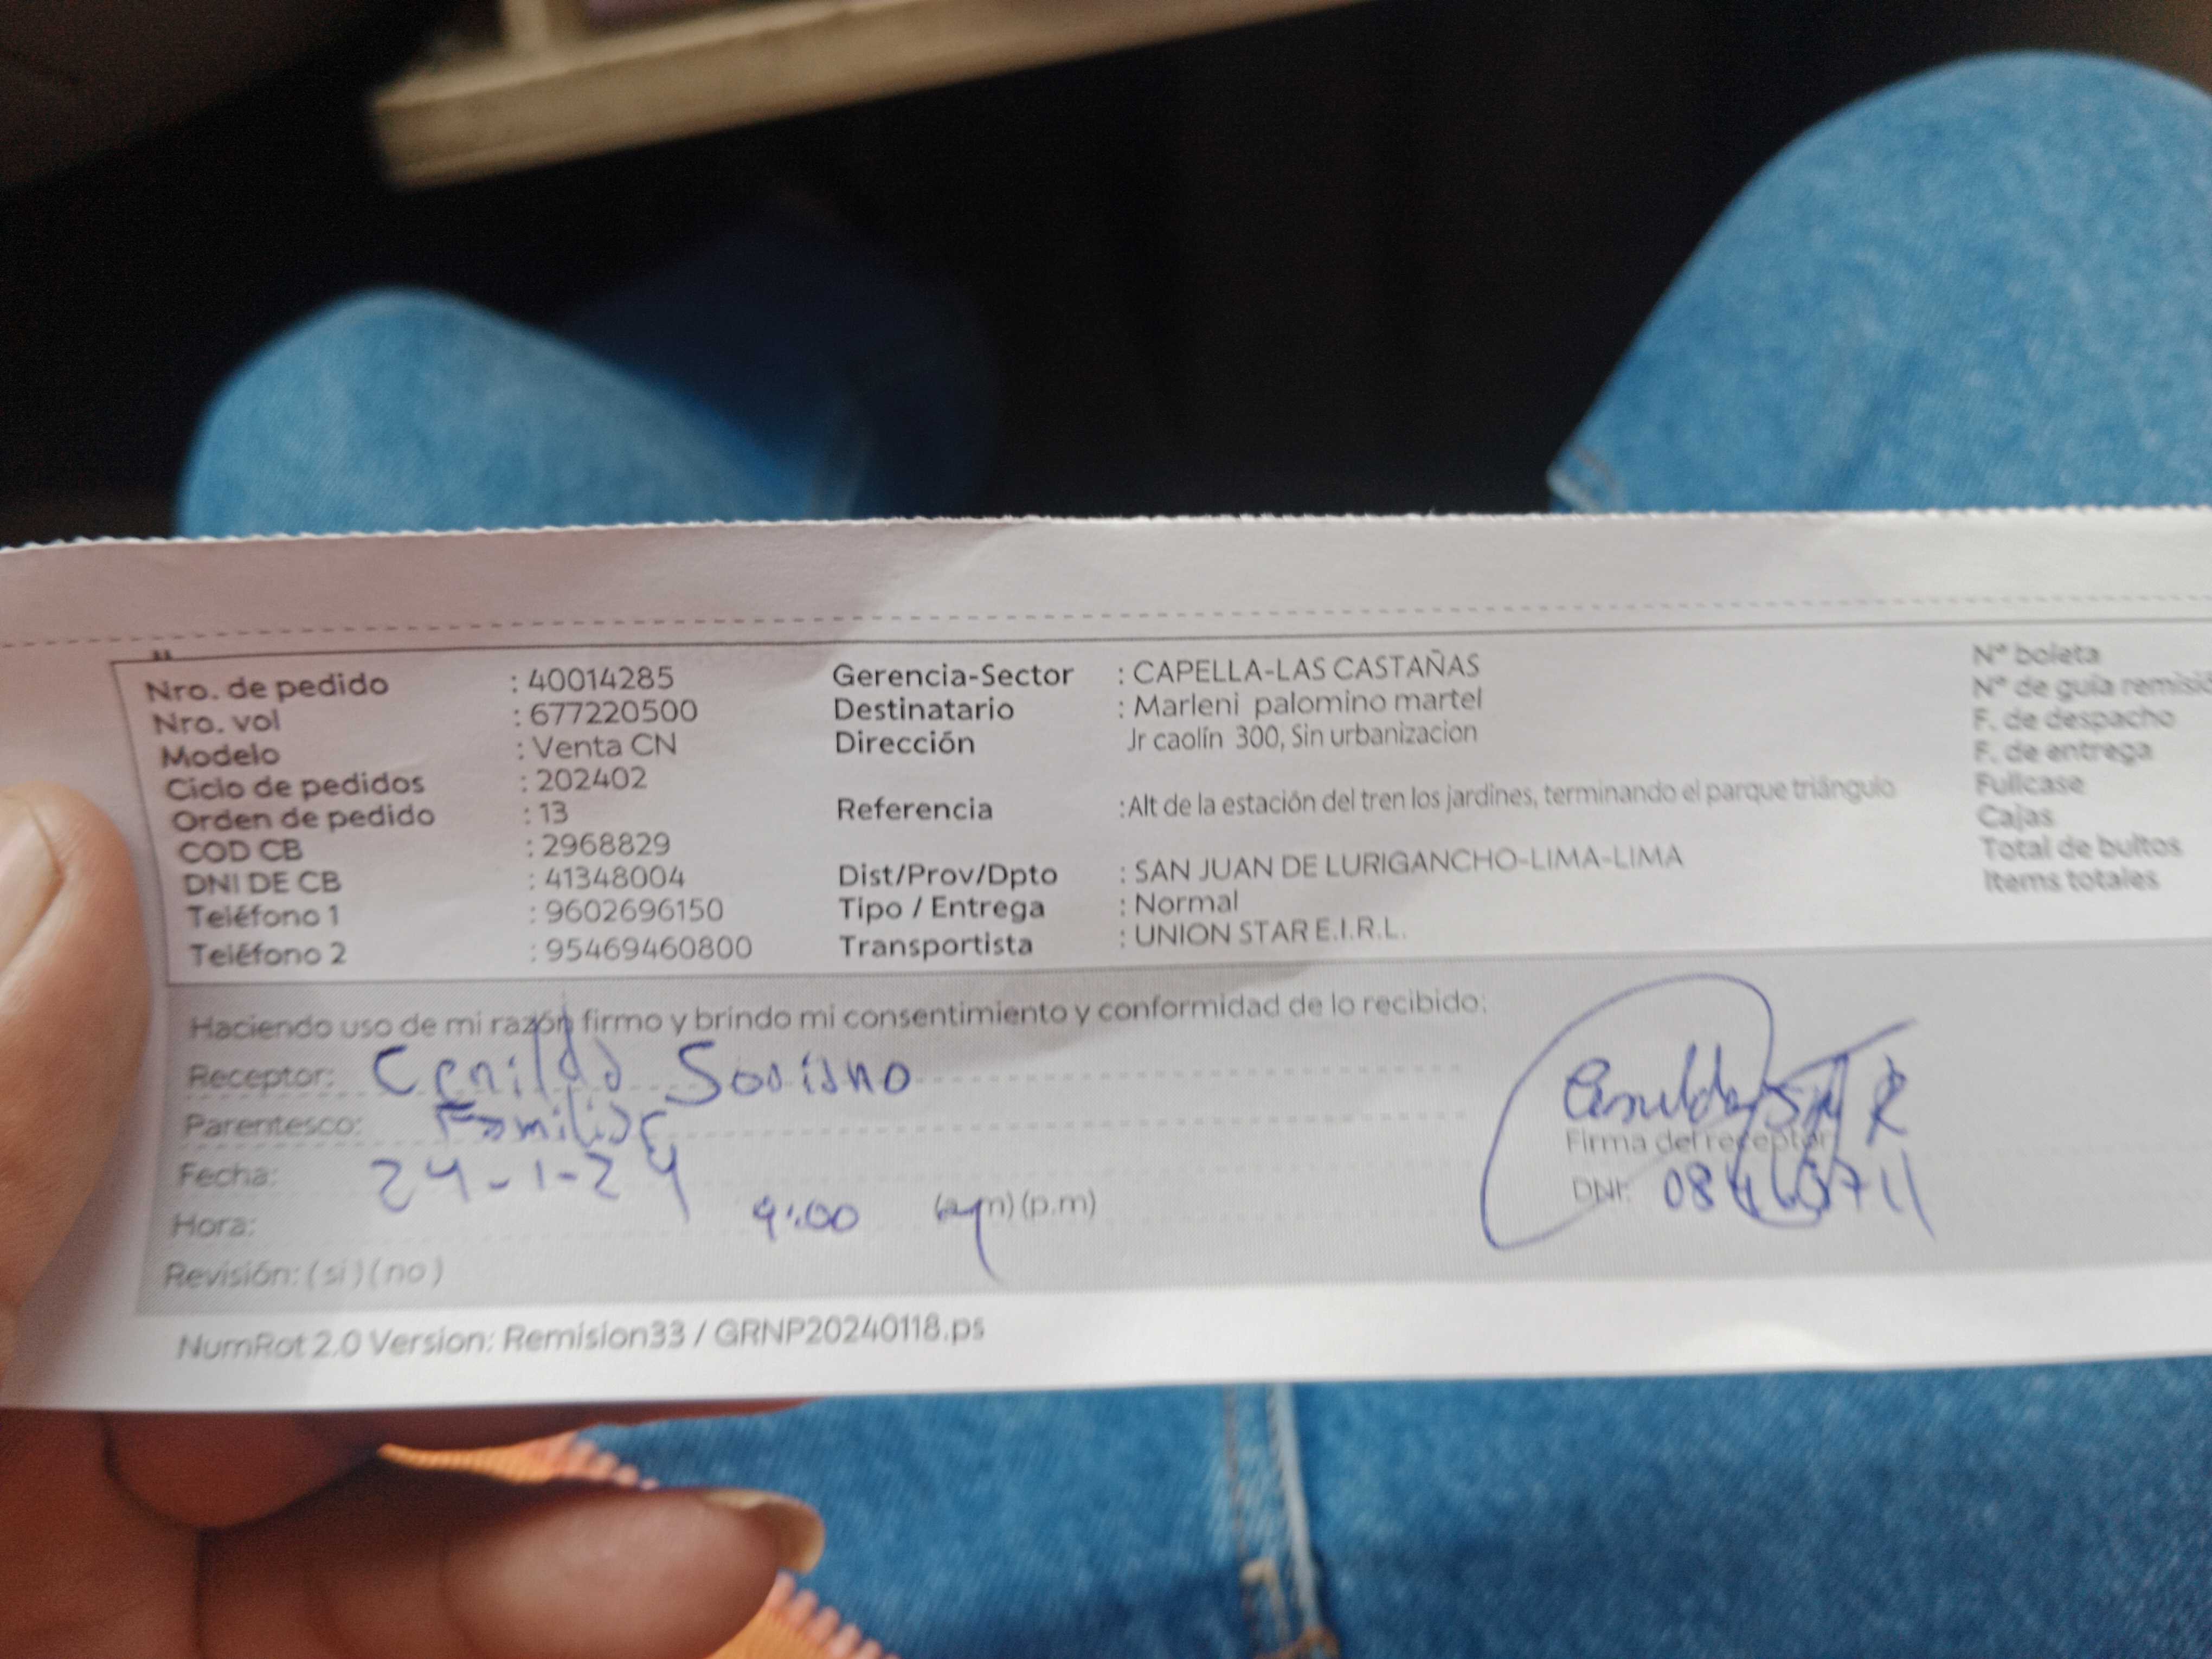 Nro. de pedido : 40014285
Nro. vol : 677220500
Modelo : Venta CN
Ciclo de pedidos : 202402
Orden de pedido : 13
COD CB : 2968829
DNI DE CB : 41348004
Teléfono 1 : 9602696150
Teléfono 2 : 95469460800
Gerencia-Sector : CAPELLA-LAS CASTAÑAS
Destinatario : Marleni palomino martel
Dirección Jr caolín 300, Sin urbanizacion
Referencia : Alt de la estación del tren los jardines, terminando el parque triángulo
Dist/Prov/Dpto : SAN JUAN DE LURIGANCHO-LIMA-LIMA
Tipo / Entrega : Normal
Transportista : UNION STAR E.I.R.L.
N° boleta
N° de guía
F. de despacho
F. de entrega
Fullcase
Cajas
Total de bultos
Items totales
Haciendo uso de mi razón firmo y brindo mi consentimiento y conformidad de lo recibido:
Receptor:
Parentesco: Familiar
Fecha: 24-1-24
Hora: 9:00 (a.m) (p.m)
Revisión: ( si ) ( no )
Firma del receptor
DNI:
NumRot 2.0 Version: Remision33 / GRNP20240118.ps